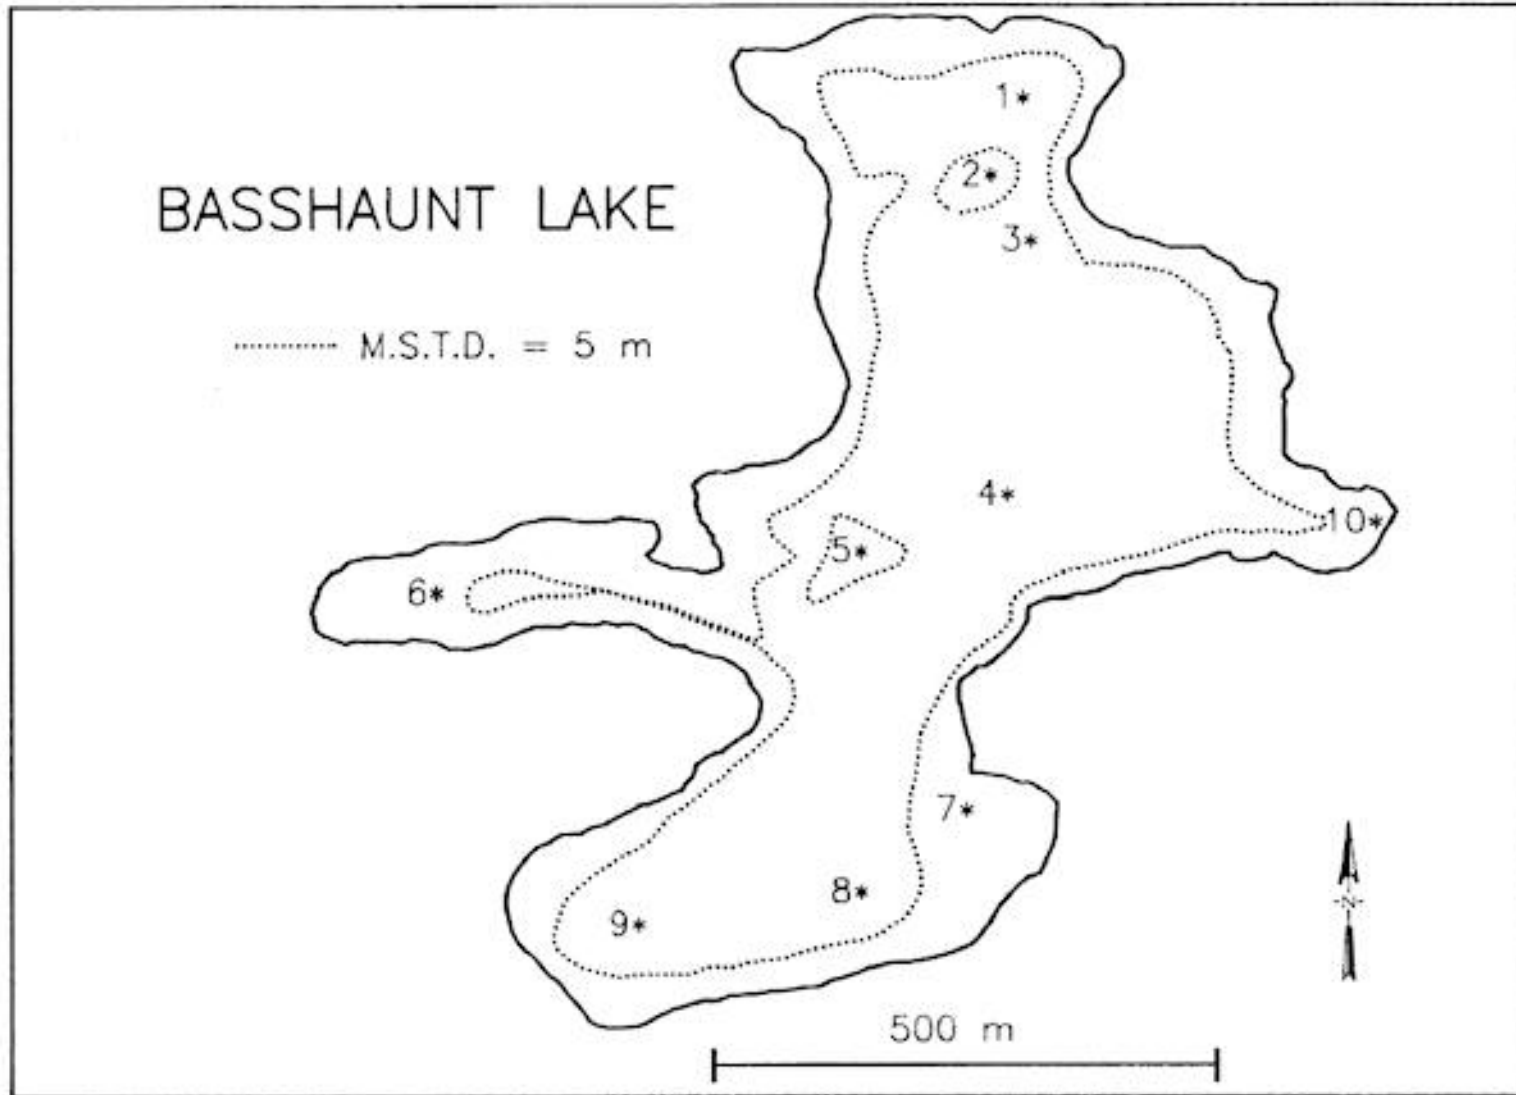 1*
2*
BASSHAUNT LAKE
3*
M.S.T.D. = 5 m
4*
10*
5*
6*
7*
8*
9*
N
500 m